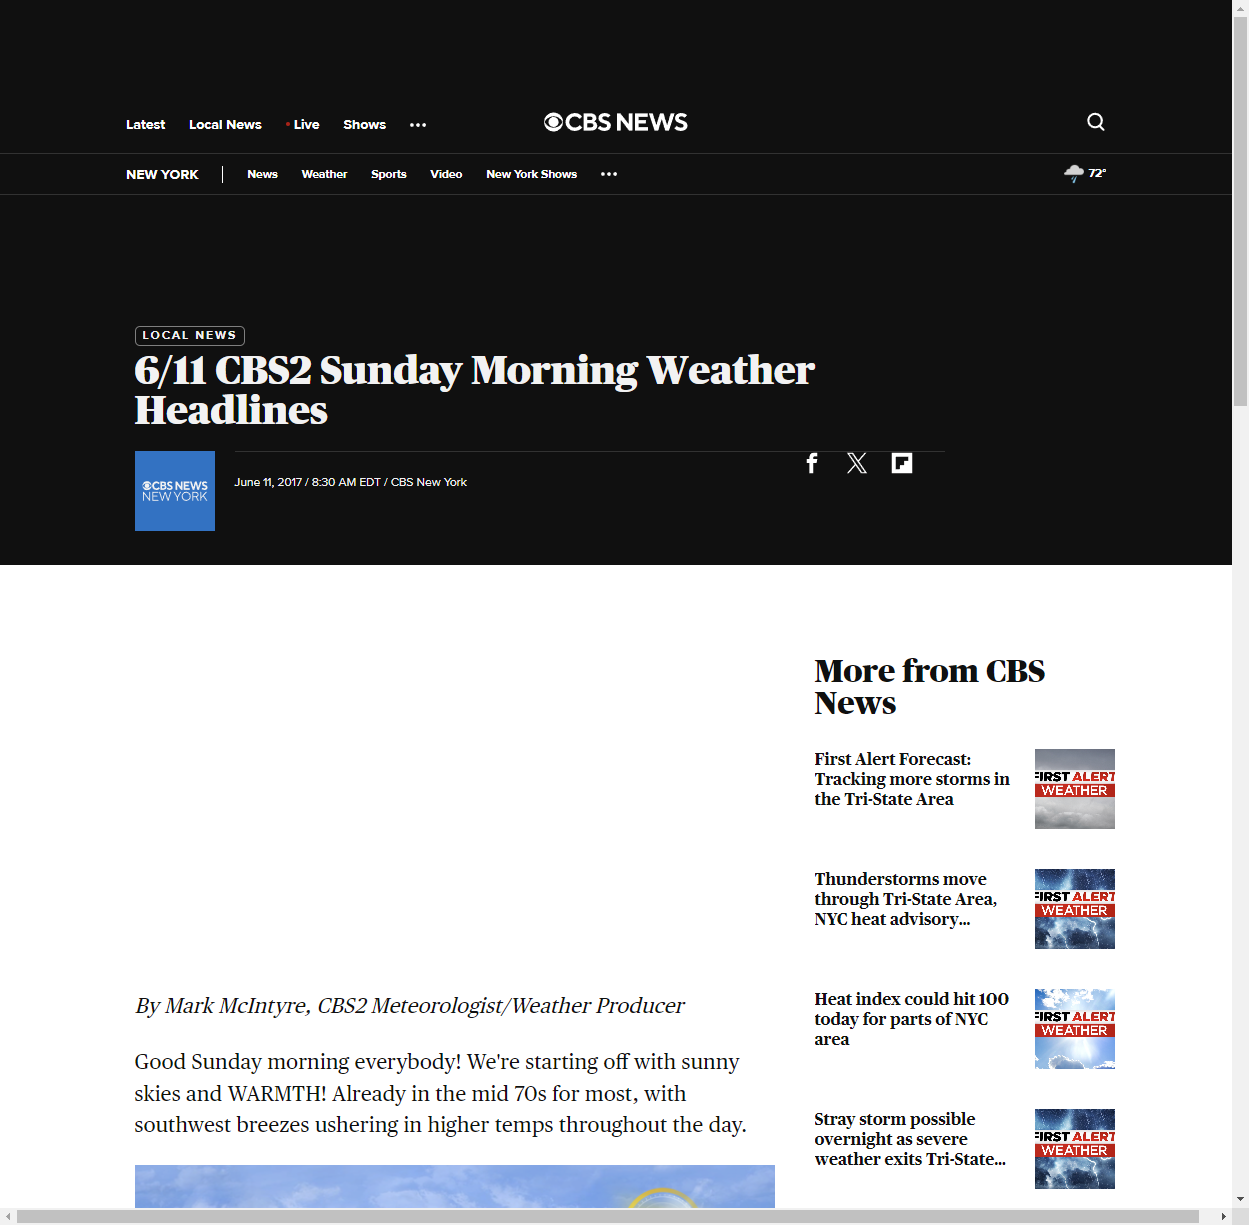 Latest Local News Live Shows
CBS NEWS
NEW YORK News Weather Sports Video New York Shows
72°
LOCAL NEWS
6/11 CBS2 Sunday Morning Weather
Headlines
CBS NEWS
NEW YORK
June 11, 2017 / 8:30 AM EDT / CBS New York
By Mark McIntyre, CBS2 Meteorologist/Weather Producer
Good Sunday morning everybody! We're starting off with sunny
skies and WARMTH! Already in the mid 70s for most, with
southwest breezes ushering in higher temps throughout the day.
More from CBS
News
First Alert Forecast:
Tracking more storms in
the Tri-State Area
FIRST ALERT
WEATHER
Thunderstorms move
through Tri-State Area,
NYC heat advisory...
FIRST ALERT
WEATHER
Heat index could hit 100
today for parts of NYC
area
FIRST ALERT
WEATHER
Stray storm possible
overnight as severe
weather exits Tri-State...
FIRST ALERT
WEATHER